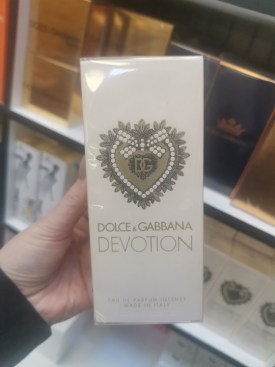 DG
DOLCE & GABBANA
DEVOTION
EAU DE PARFUM INTENSE
MADE IN ITALY